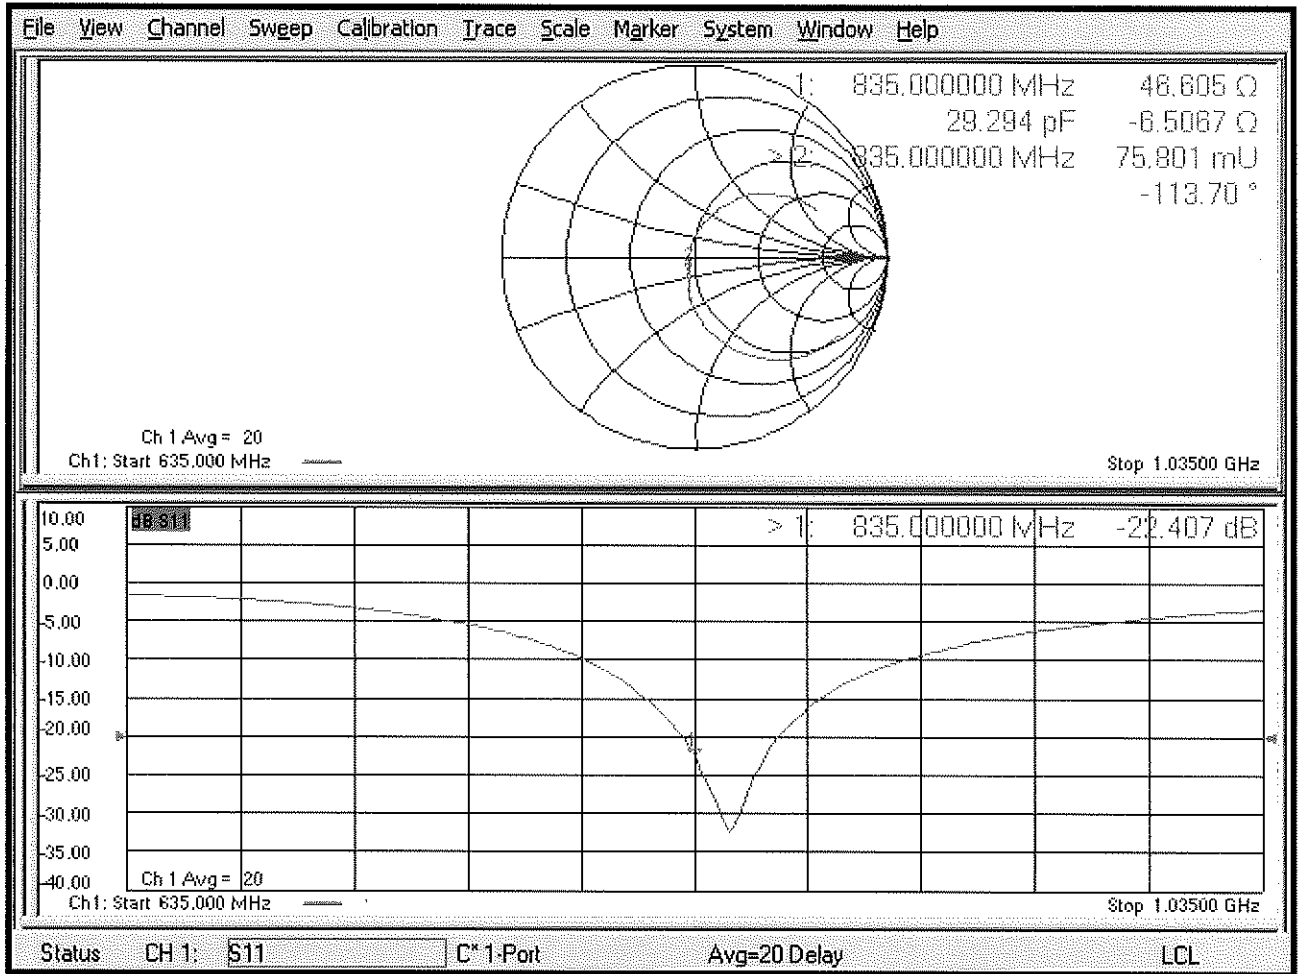 File View Channel Sweep Calibration Trace Scale Marker System Window Help
1: 835.000000 MHz 46.605 Ω
29.294 pF -6.5067 Ω
> 2: 835.000000 MHz 75.801 mU
-113.70 °
Ch 1 Avg = 20
Ch1: Start 635.000 MHz
Stop 1.03500 GHz
10.00
dB S11
> 1: 835.000000 MHz -22.407 dB
5.00
0.00
-5.00
-10.00
-15.00
-20.00
-25.00
-30.00
-35.00
-40.00
Ch 1 Avg = 20
Ch1: Start 635.000 MHz
Stop 1.03500 GHz
Status CH 1: S11 C* 1-Port Avg=20 Delay LCL